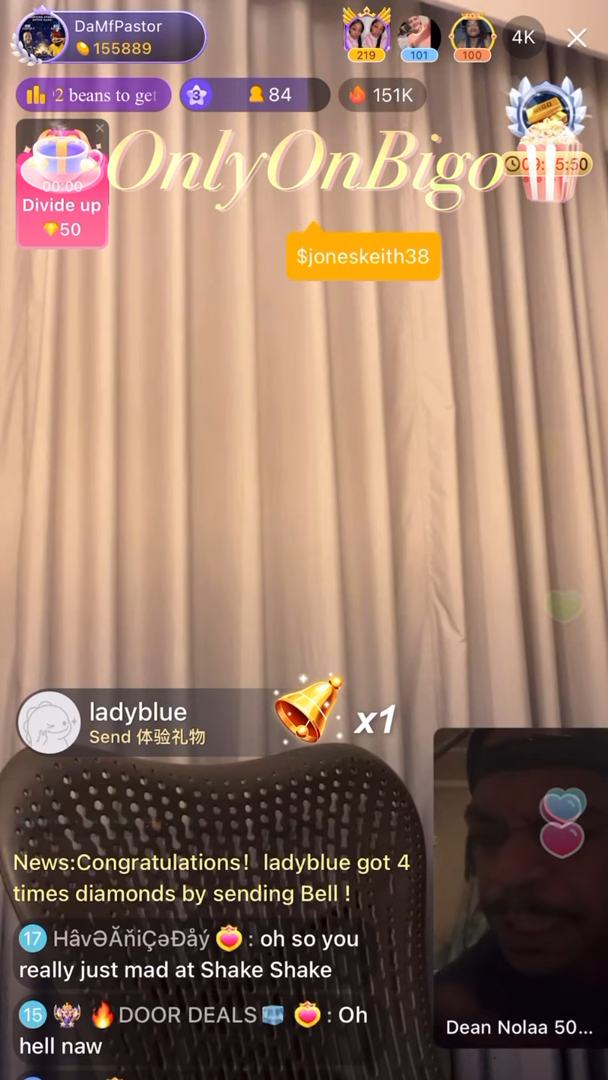 DaMfPastor
155889
219
101
100
4K
2 beans to get
3
84
151K
OnlyOnBigo
00:00
Divide up
50
$joneskeith38
ladyblue
Send 体验礼物
x1
News:Congratulations! ladyblue got 4
times diamonds by sending Bell !
17 HâvƏĂňiÇəĐåý : oh so you
really just mad at Shake Shake
15 DOOR DEALS : Oh
hell naw
Dean Nolaa 50...